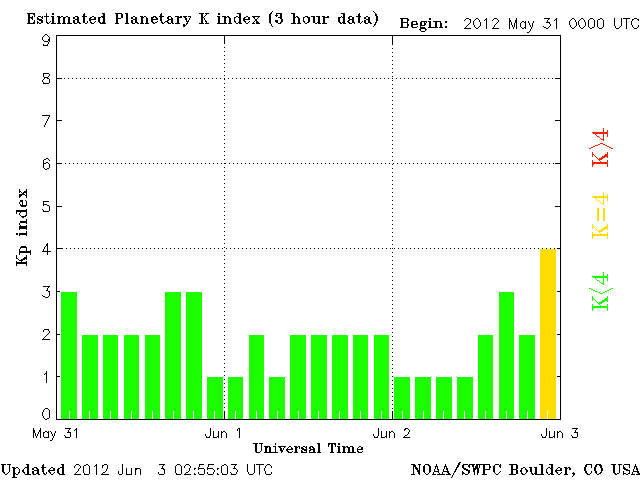 Estimated Planetary K index (3 hour data)
Begin: 2012 May 31 0000 UTC
9
8
7
6
5
4
3
2
1
0
Kp index
K>4
K=4
K<4
May 31
Jun 1
Jun 2
Jun 3
Universal Time
Updated 2012 Jun 3 02:55:03 UTC
NOAA/SWPC Boulder, CO USA